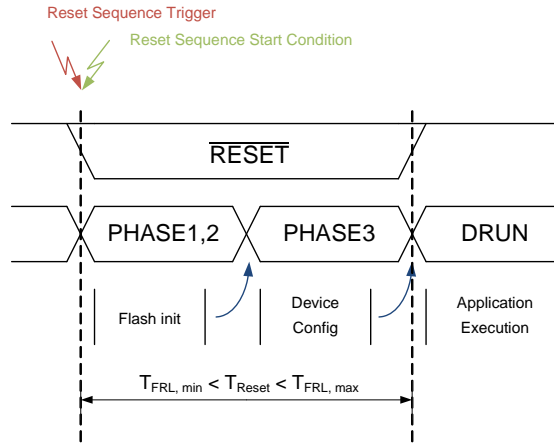 Reset Sequence Trigger
Reset Sequence Start Condition
RESET
PHASE1,2 PHASE3 DRUN
Flash init
Device
Config
Application
Execution
TFRL, min < TReset < TFRL, max